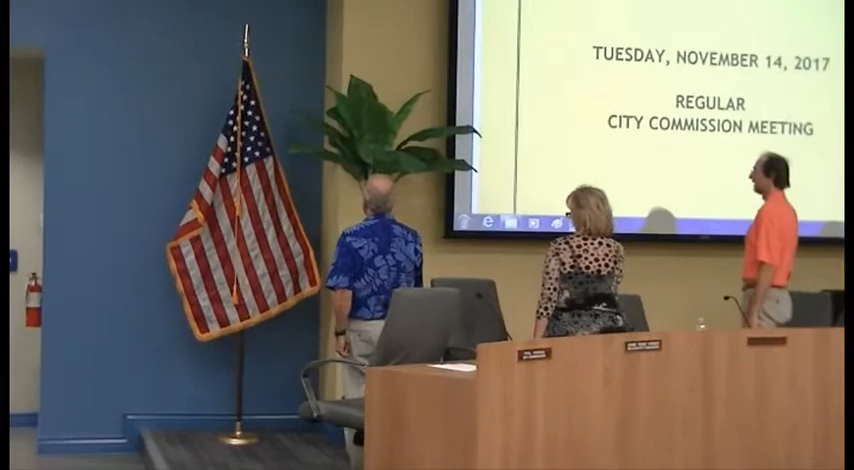 TUESDAY, NOVEMBER 14, 2017
REGULAR
CITY COMMISSION MEETING